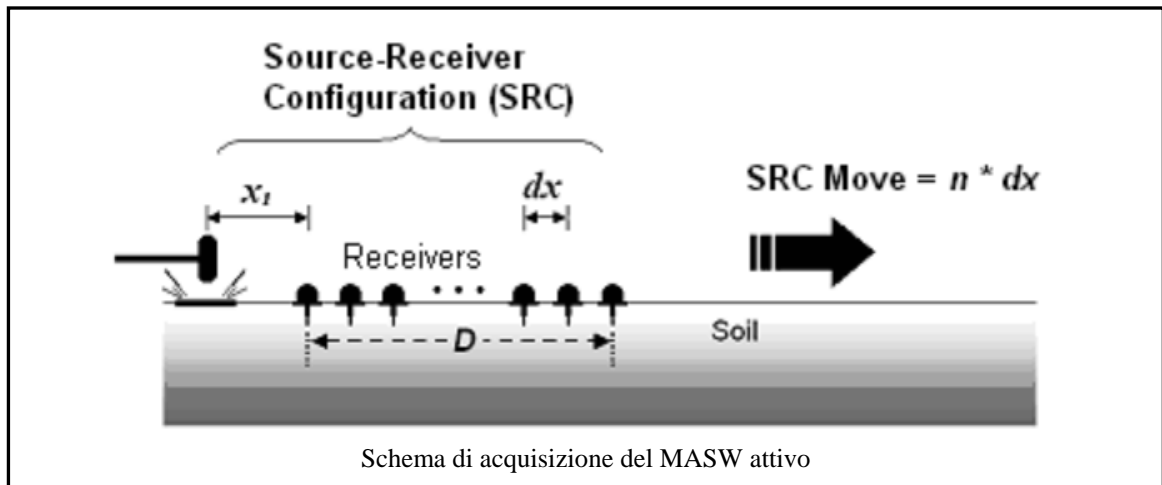 Source-Receiver
Configuration (SRC)
x₁
dx
SRC Move = n * dx
Receivers
D
Soil
Schema di acquisizione del MASW attivo